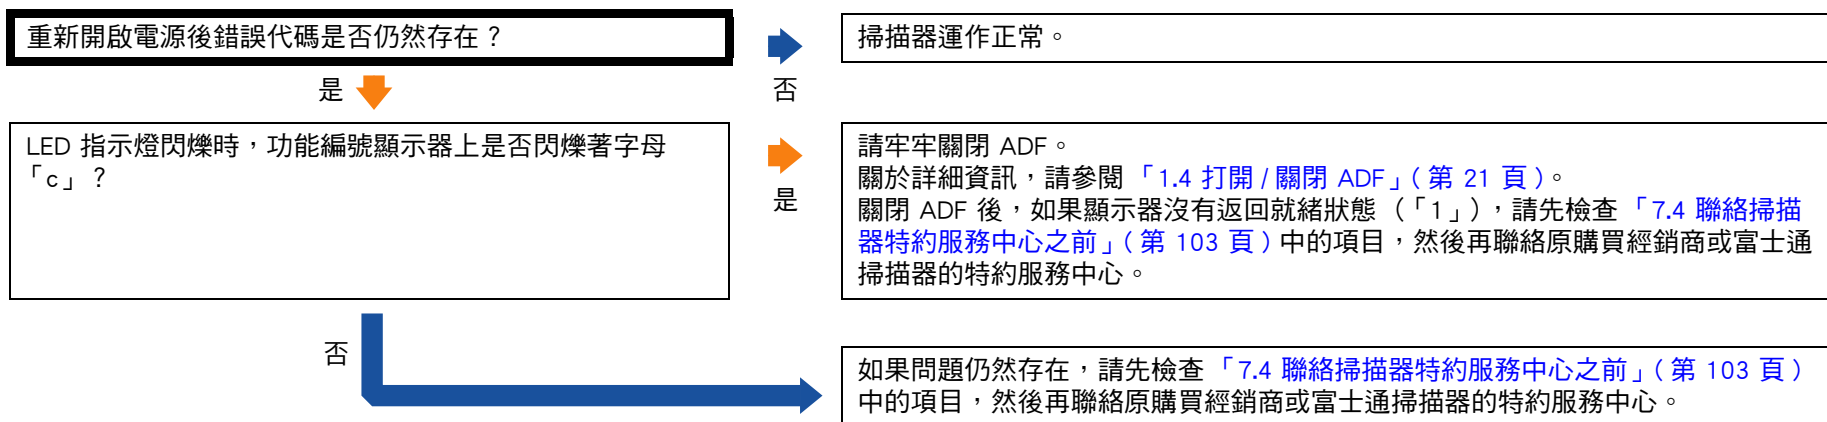 重新開啟電源後錯誤代碼是否仍然存在？
掃描器運作正常。
是
否
LED 指示燈閃爍時，功能編號顯示器上是否閃爍著字母
「c」？
是
請牢牢關閉 ADF。
關於詳細資訊，請參閱「1.4 打開 / 關閉 ADF」( 第 21 頁 )。
關閉 ADF 後，如果顯示器沒有返回就緒狀態（「1」），請先檢查「7.4 聯絡掃描
器特約服務中心之前」( 第 103 頁 ) 中的項目，然後再聯絡原購買經銷商或富士通
掃描器的特約服務中心。
否
如果問題仍然存在，請先檢查「7.4 聯絡掃描器特約服務中心之前」( 第 103 頁 )
中的項目，然後再聯絡原購買經銷商或富士通掃描器的特約服務中心。